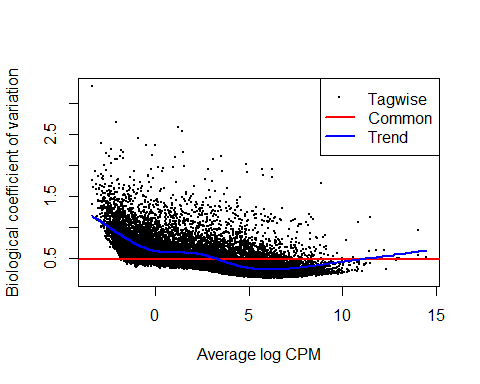 Biological coefficient of variation
2.5
1.5
0.5
Tagwise
Common
Trend
0
5
10
15
Average log CPM